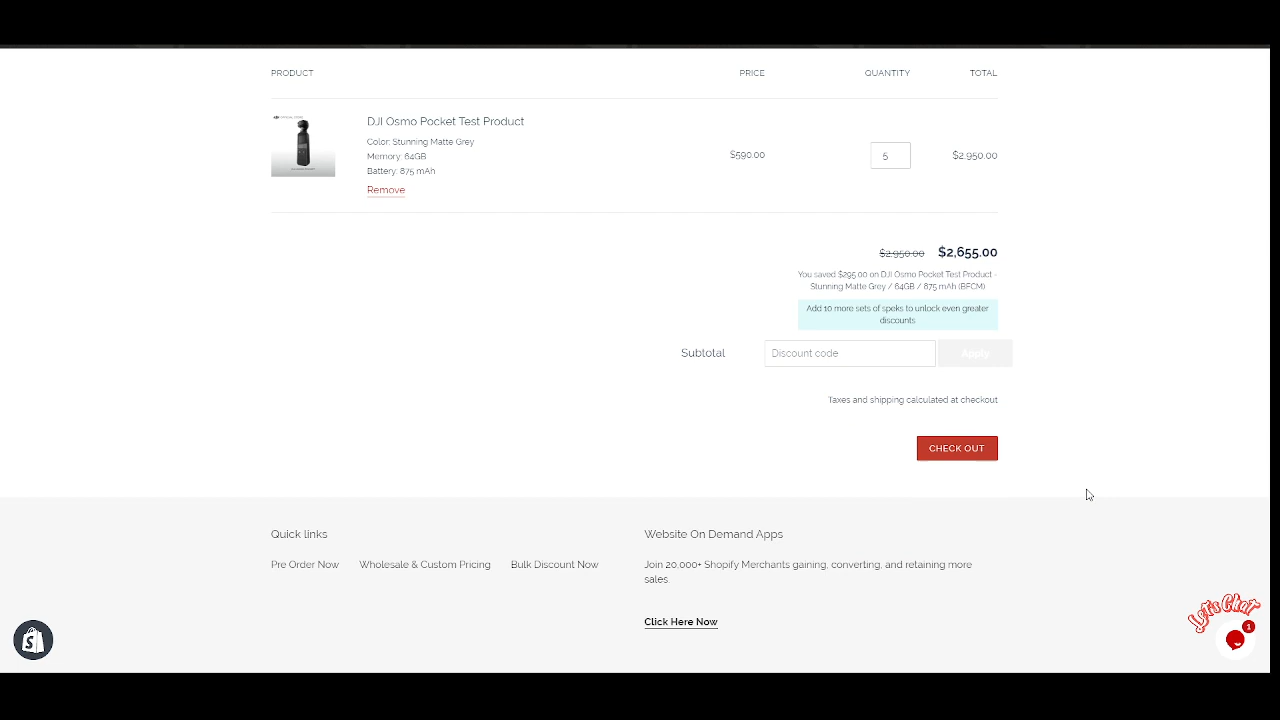 PRODUCT PRICE QUANTITY TOTAL
DJI Osmo Pocket Test Product
Color: Stunning Matte Grey
Memory: 64GB
Battery: 875 mAh
Remove
$590.00 5 $2,950.00
$2,950.00 $2,655.00
You saved $295.00 on DJI Osmo Pocket Test Product -
Stunning Matte Grey / 64GB / 875 mAh (BFCM)
Add 10 more sets of speks to unlock even greater
discounts
Subtotal Discount code Apply
Taxes and shipping calculated at checkout
CHECK OUT
Quick links
Pre Order Now Wholesale & Custom Pricing Bulk Discount Now
Website On Demand Apps
Join 20,000+ Shopify Merchants gaining, converting, and retaining more
sales.
Click Here Now
Let's Chat
1